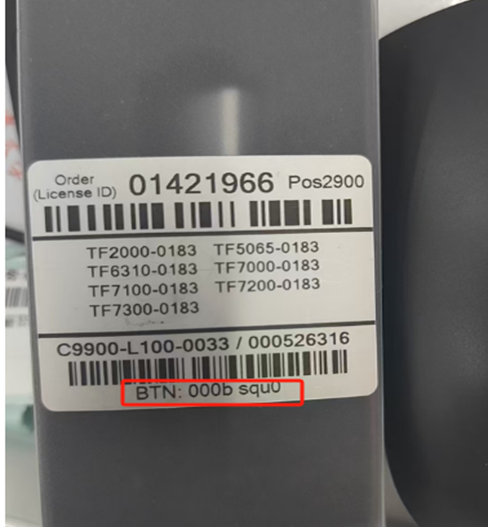 Order
(License ID) 01421966 Pos2900
TF2000-0183 TF5065-0183
TF6310-0183 TF7000-0183
TF7100-0183 TF7200-0183
TF7300-0183
C9900-L100-0033 / 000526316
BTN: 000b squ0